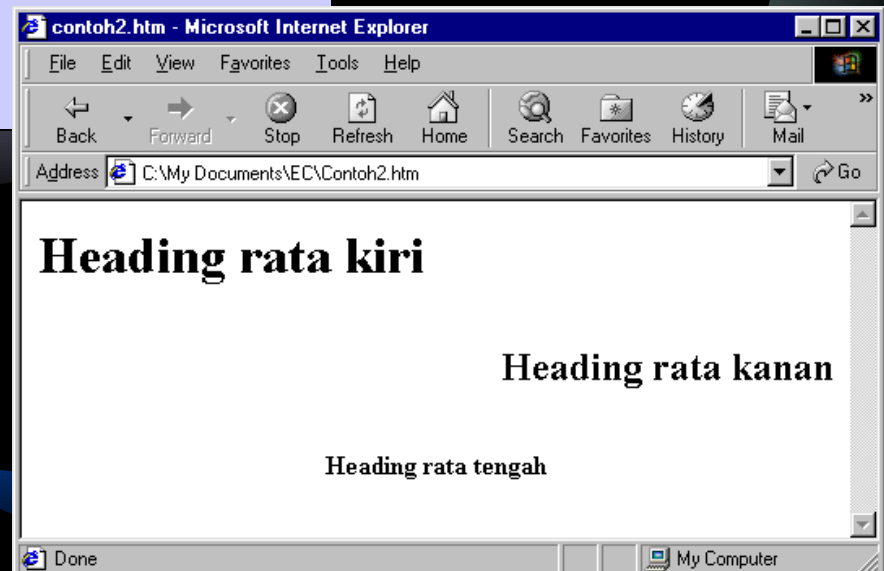 contoh2.htm - Microsoft Internet Explorer
File Edit View Favorites Tools Help
Back Forward Stop Refresh Home Search Favorites History Mail »
Address C:\My Documents\EC\Contoh2.htm Go
Heading rata kiri
Heading rata kanan
Heading rata tengah
Done My Computer